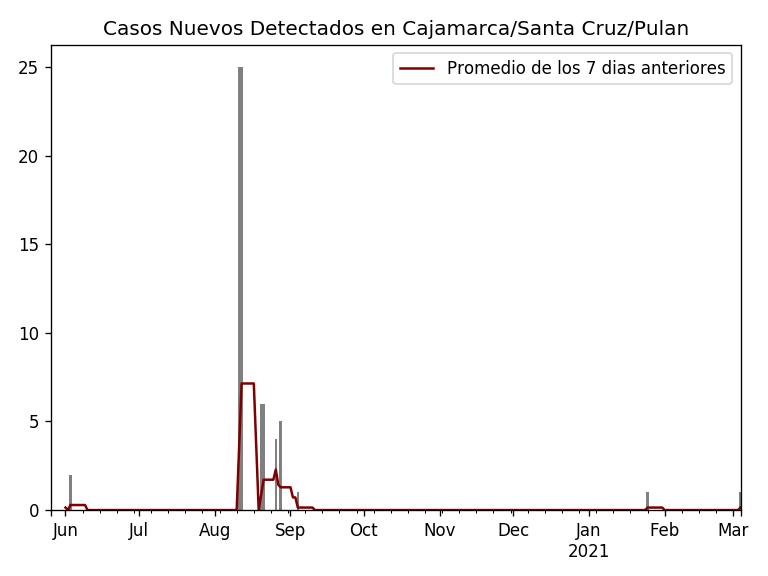 Casos Nuevos Detectados en Cajamarca/Santa Cruz/Pulan
Promedio de los 7 dias anteriores
25
20
15
10
5
0
Jun Jul Aug Sep Oct Nov Dec Jan Feb Mar
2021